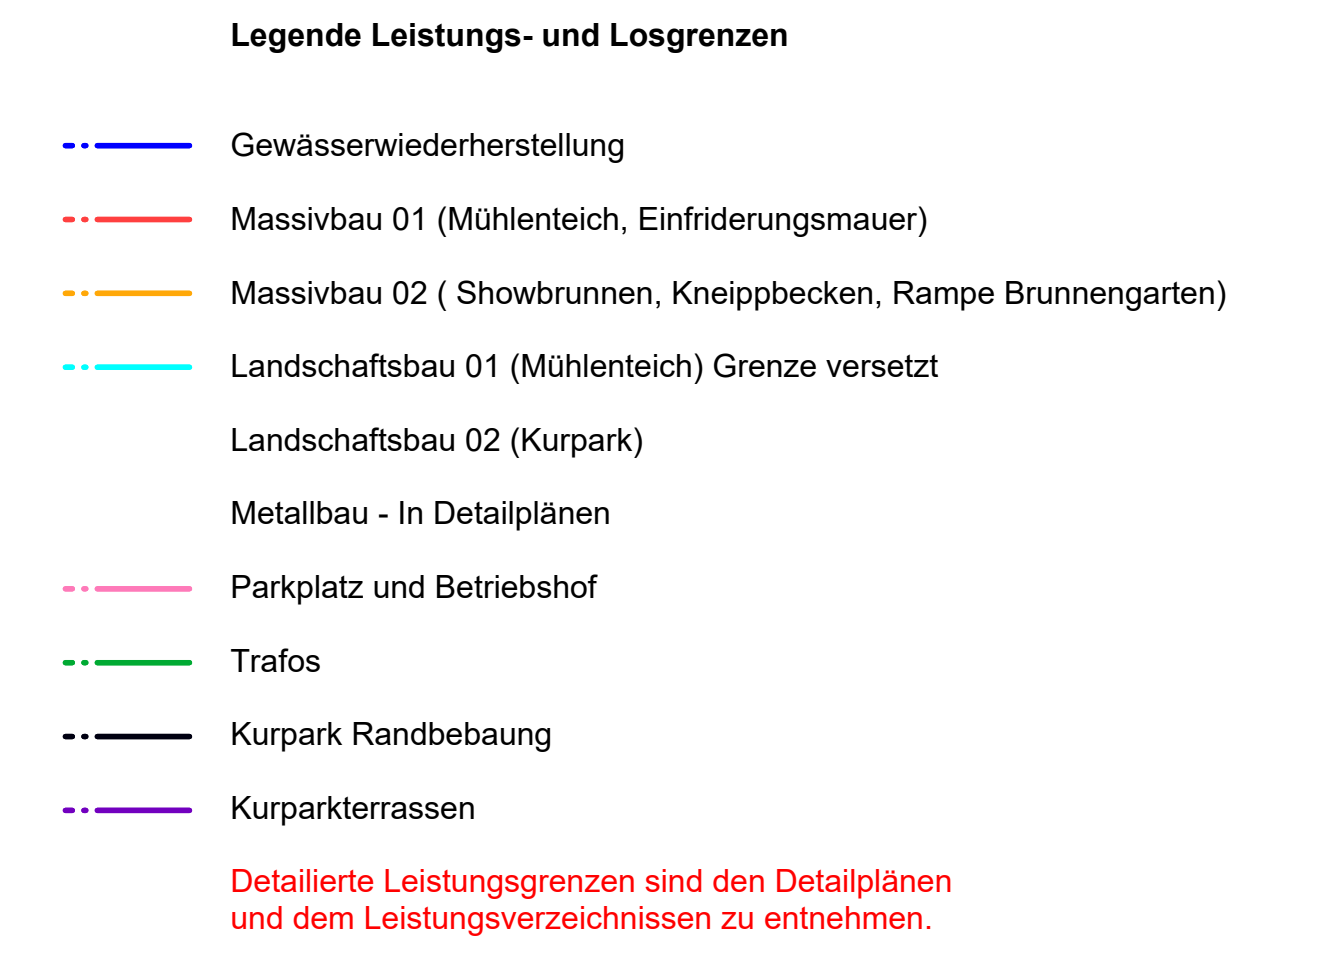 Legende Leistungs- und Losgrenzen
Gewässerwiederherstellung
Massivbau 01 (Mühlenteich, Einfriderungsmauer)
Massivbau 02 ( Showbrunnen, Kneippbecken, Rampe Brunnengarten)
Landschaftsbau 01 (Mühlenteich) Grenze versetzt
Landschaftsbau 02 (Kurpark)
Metallbau - In Detailplänen
Parkplatz und Betriebshof
Trafos
Kurpark Randbebaung
Kurparkterrassen
Detailierte Leistungsgrenzen sind den Detailplänen
und dem Leistungsverzeichnissen zu entnehmen.